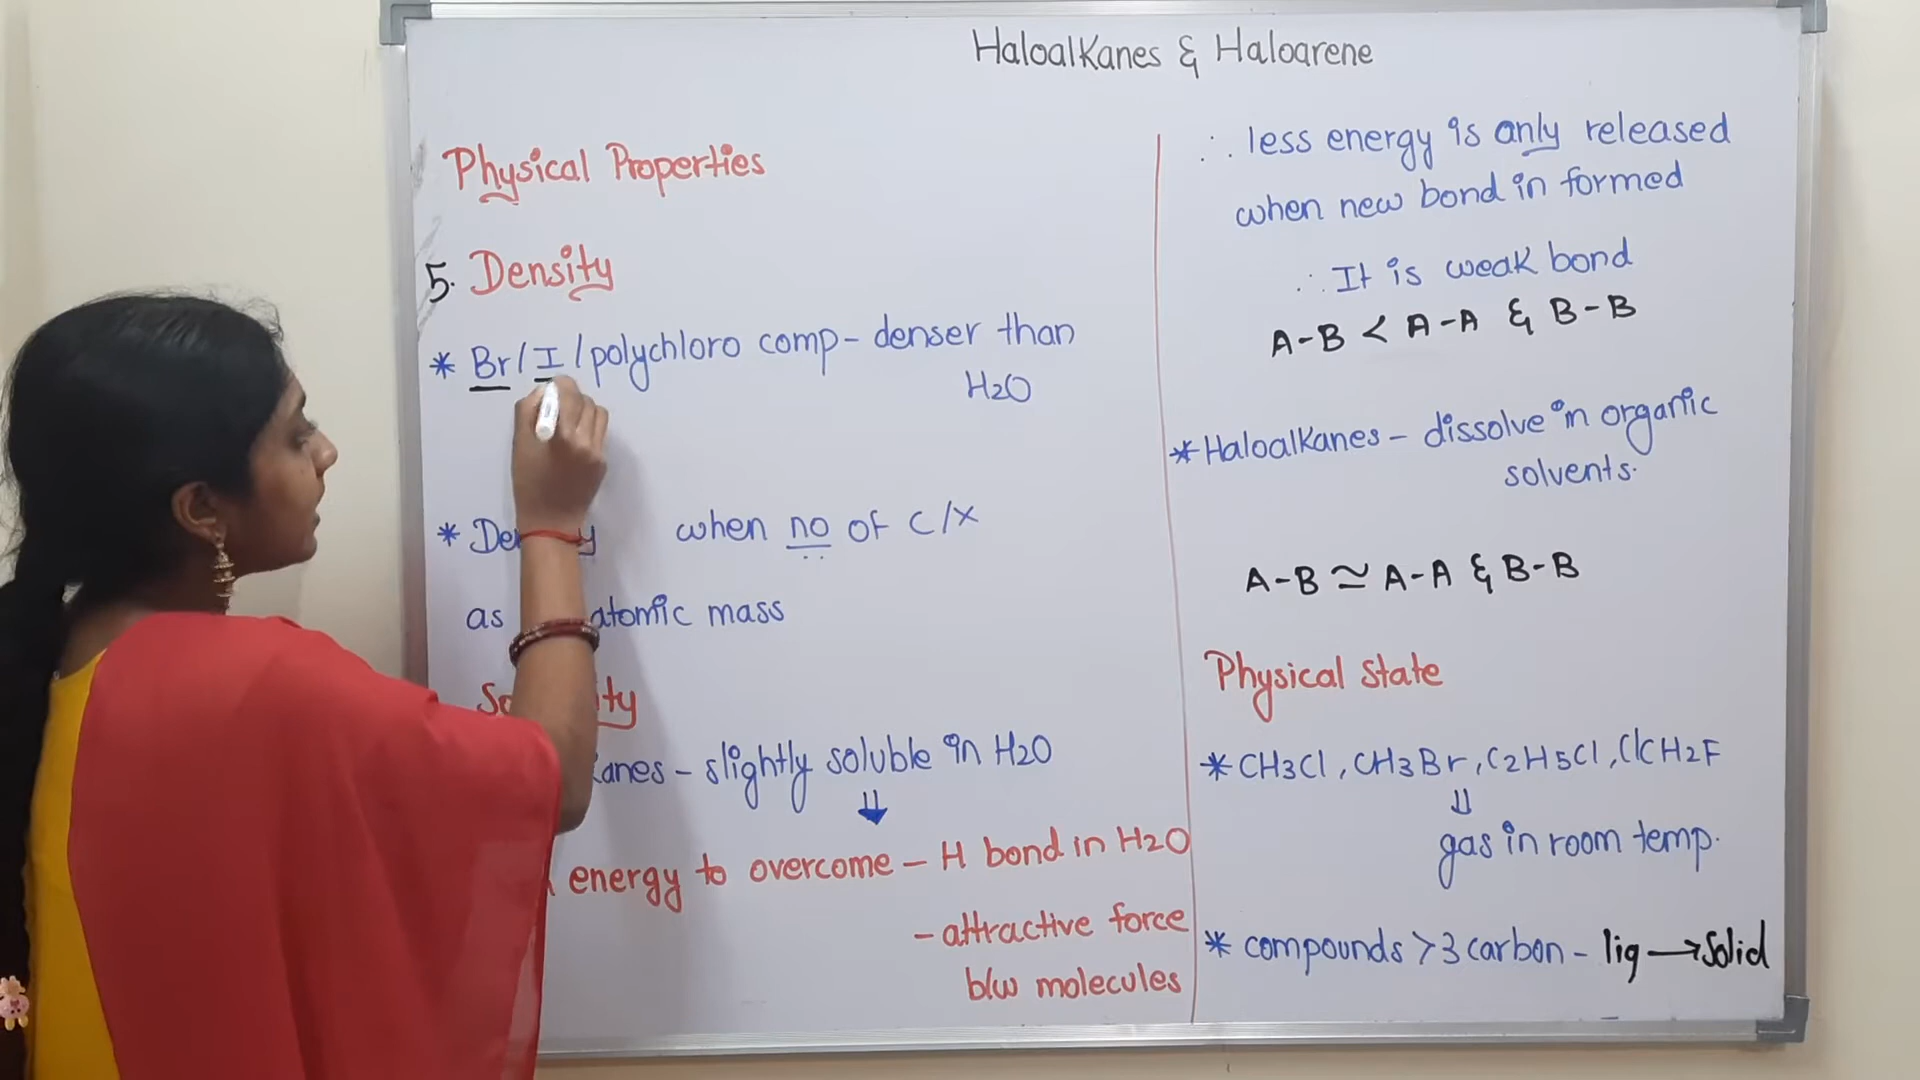 Haloalkanes & Haloarene
Physical Properties
5. Density
* Br / I / polychloro comp - denser than
H2O
* when no of C/X
as atomic mass
- slightly soluble in H2O
⇓
energy to overcome - H bond in H2O
- attractive force
b/w molecules
∴ less energy is only released
when new bond in formed
∴ It is weak bond
A-B < A-A & B-B
* Haloalkanes - dissolve in organic
solvents.
A-B ≃ A-A & B-B
Physical state
* CH3Cl, CH3Br, C2H5Cl, ClCH2F
⇓
gas in room temp.
* compounds > 3 carbon - liq → Solid